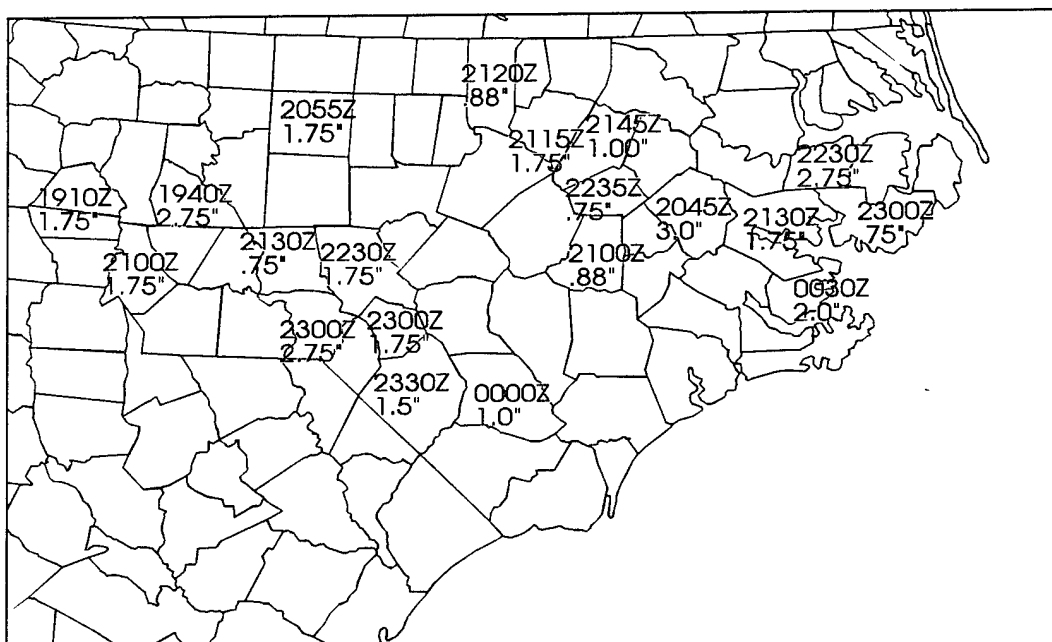 2120Z
.88"
2055Z
1.75"
2145Z
1.00"
2115Z
1.75"
2230Z
2.75"
1910Z
1.75"
1940Z
2.75"
2235Z
.75"
2045Z
3.0"
2130Z
1.75"
2300Z
.75"
2130Z
.75"
2230Z
1.75"
2100Z
1.75"
2100Z
.88"
0030Z
2.0"
2300Z
2.75"
2300Z
1.75"
2330Z
1.5"
0000Z
1.0"